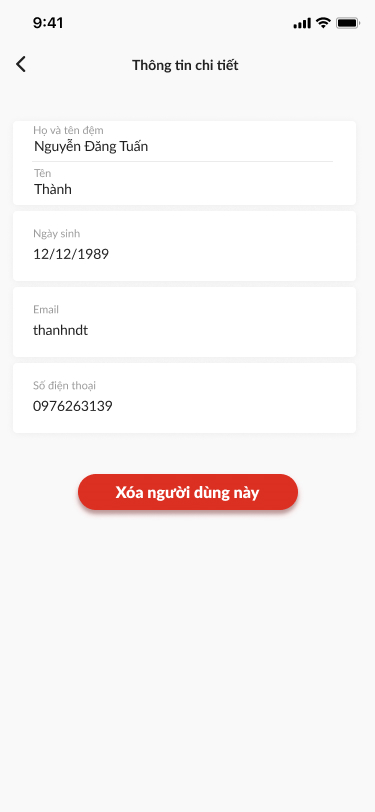 9:41
Thông tin chi tiết
Họ và tên đệm
Nguyễn Đăng Tuấn
Tên
Thành
Ngày sinh
12/12/1989
Email
thanhndt
Số điện thoại
0976263139
Xóa người dùng này